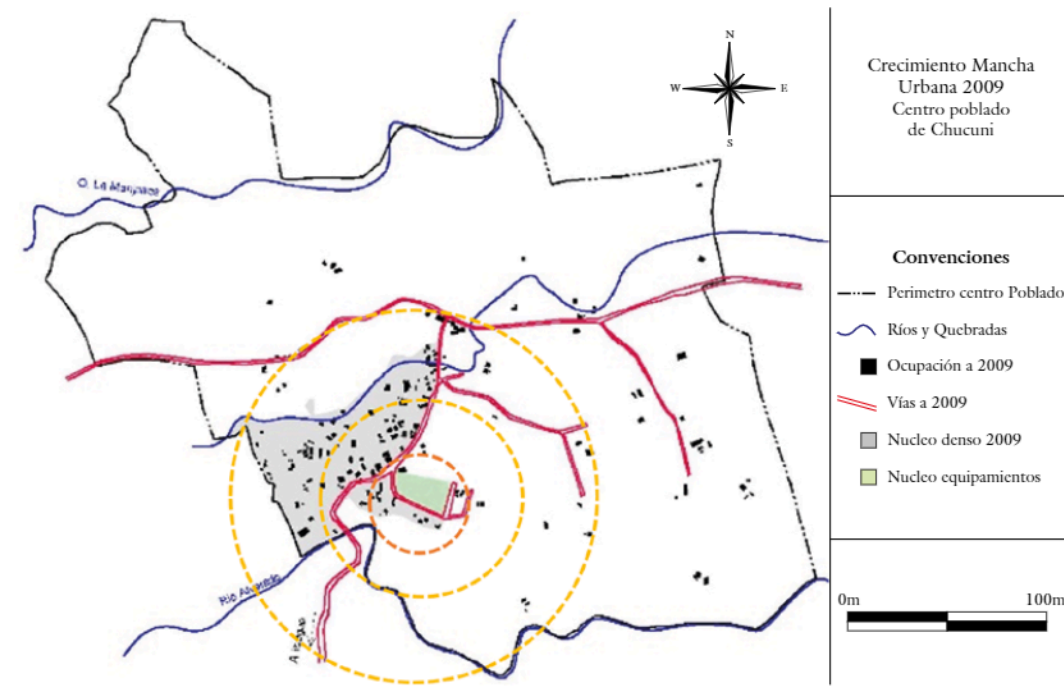 N
W
E
S
Q. La
Río
A
Crecimiento Mancha
Urbana 2009
Centro poblado
de Chucuni
Convenciones
Perimetro centro Poblado
Ríos y Quebradas
Ocupación a 2009
Vías a 2009
Nucleo denso 2009
Nucleo equipamientos
0m
100m